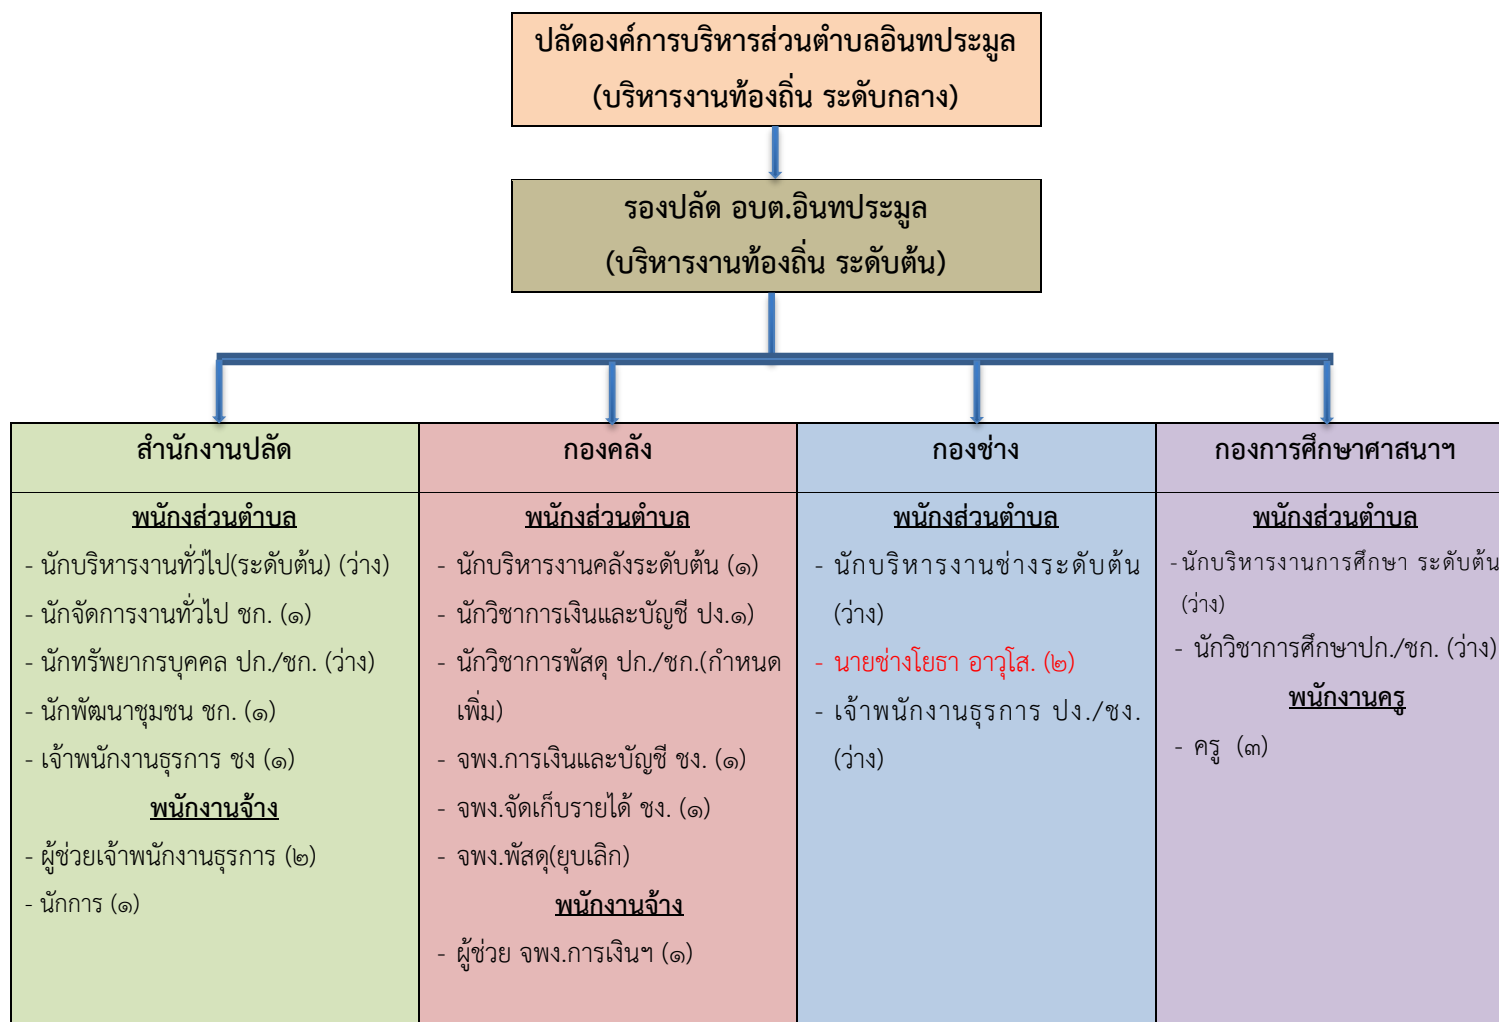 ปลัดองค์การบริหารส่วนตำบลอินทประมูล
(บริหารงานท้องถิ่น ระดับกลาง)
รองปลัด อบต.อินทประมูล
(บริหารงานท้องถิ่น ระดับต้น)
สำนักงานปลัด
พนักงส่วนตำบล
- นักบริหารงานทั่วไป(ระดับต้น) (ว่าง)
- นักจัดการงานทั่วไป ชก. (๑)
- นักทรัพยากรบุคคล ปก./ชก. (ว่าง)
- นักพัฒนาชุมชน ชก. (๑)
- เจ้าพนักงานธุรการ ชง (๑)
พนักงานจ้าง
- ผู้ช่วยเจ้าพนักงานธุรการ (๒)
- นักการ (๑)
กองคลัง
พนักงส่วนตำบล
- นักบริหารงานคลังระดับต้น (๑)
- นักวิชาการเงินและบัญชี ปง.๑)
- นักวิชาการพัสดุ ปก./ชก.(กำหนด
เพิ่ม)
- จพง.การเงินและบัญชี ชง. (๑)
- จพง.จัดเก็บรายได้ ชง. (๑)
- จพง.พัสดุ(ยุบเลิก)
พนักงานจ้าง
- ผู้ช่วย จพง.การเงินฯ (๑)
กองช่าง
พนักงส่วนตำบล
- นักบริหารงานช่างระดับต้น
(ว่าง)
- นายช่างโยธา อาวุโส. (๒)
- เจ้าพนักงานธุรการ ปง./ชง.
(ว่าง)
กองการศึกษาศาสนาฯ
พนักงส่วนตำบล
- นักบริหารงานการศึกษา ระดับต้น
(ว่าง)
- นักวิชาการศึกษาปก./ชก. (ว่าง)
พนักงานครู
- ครู (๓)